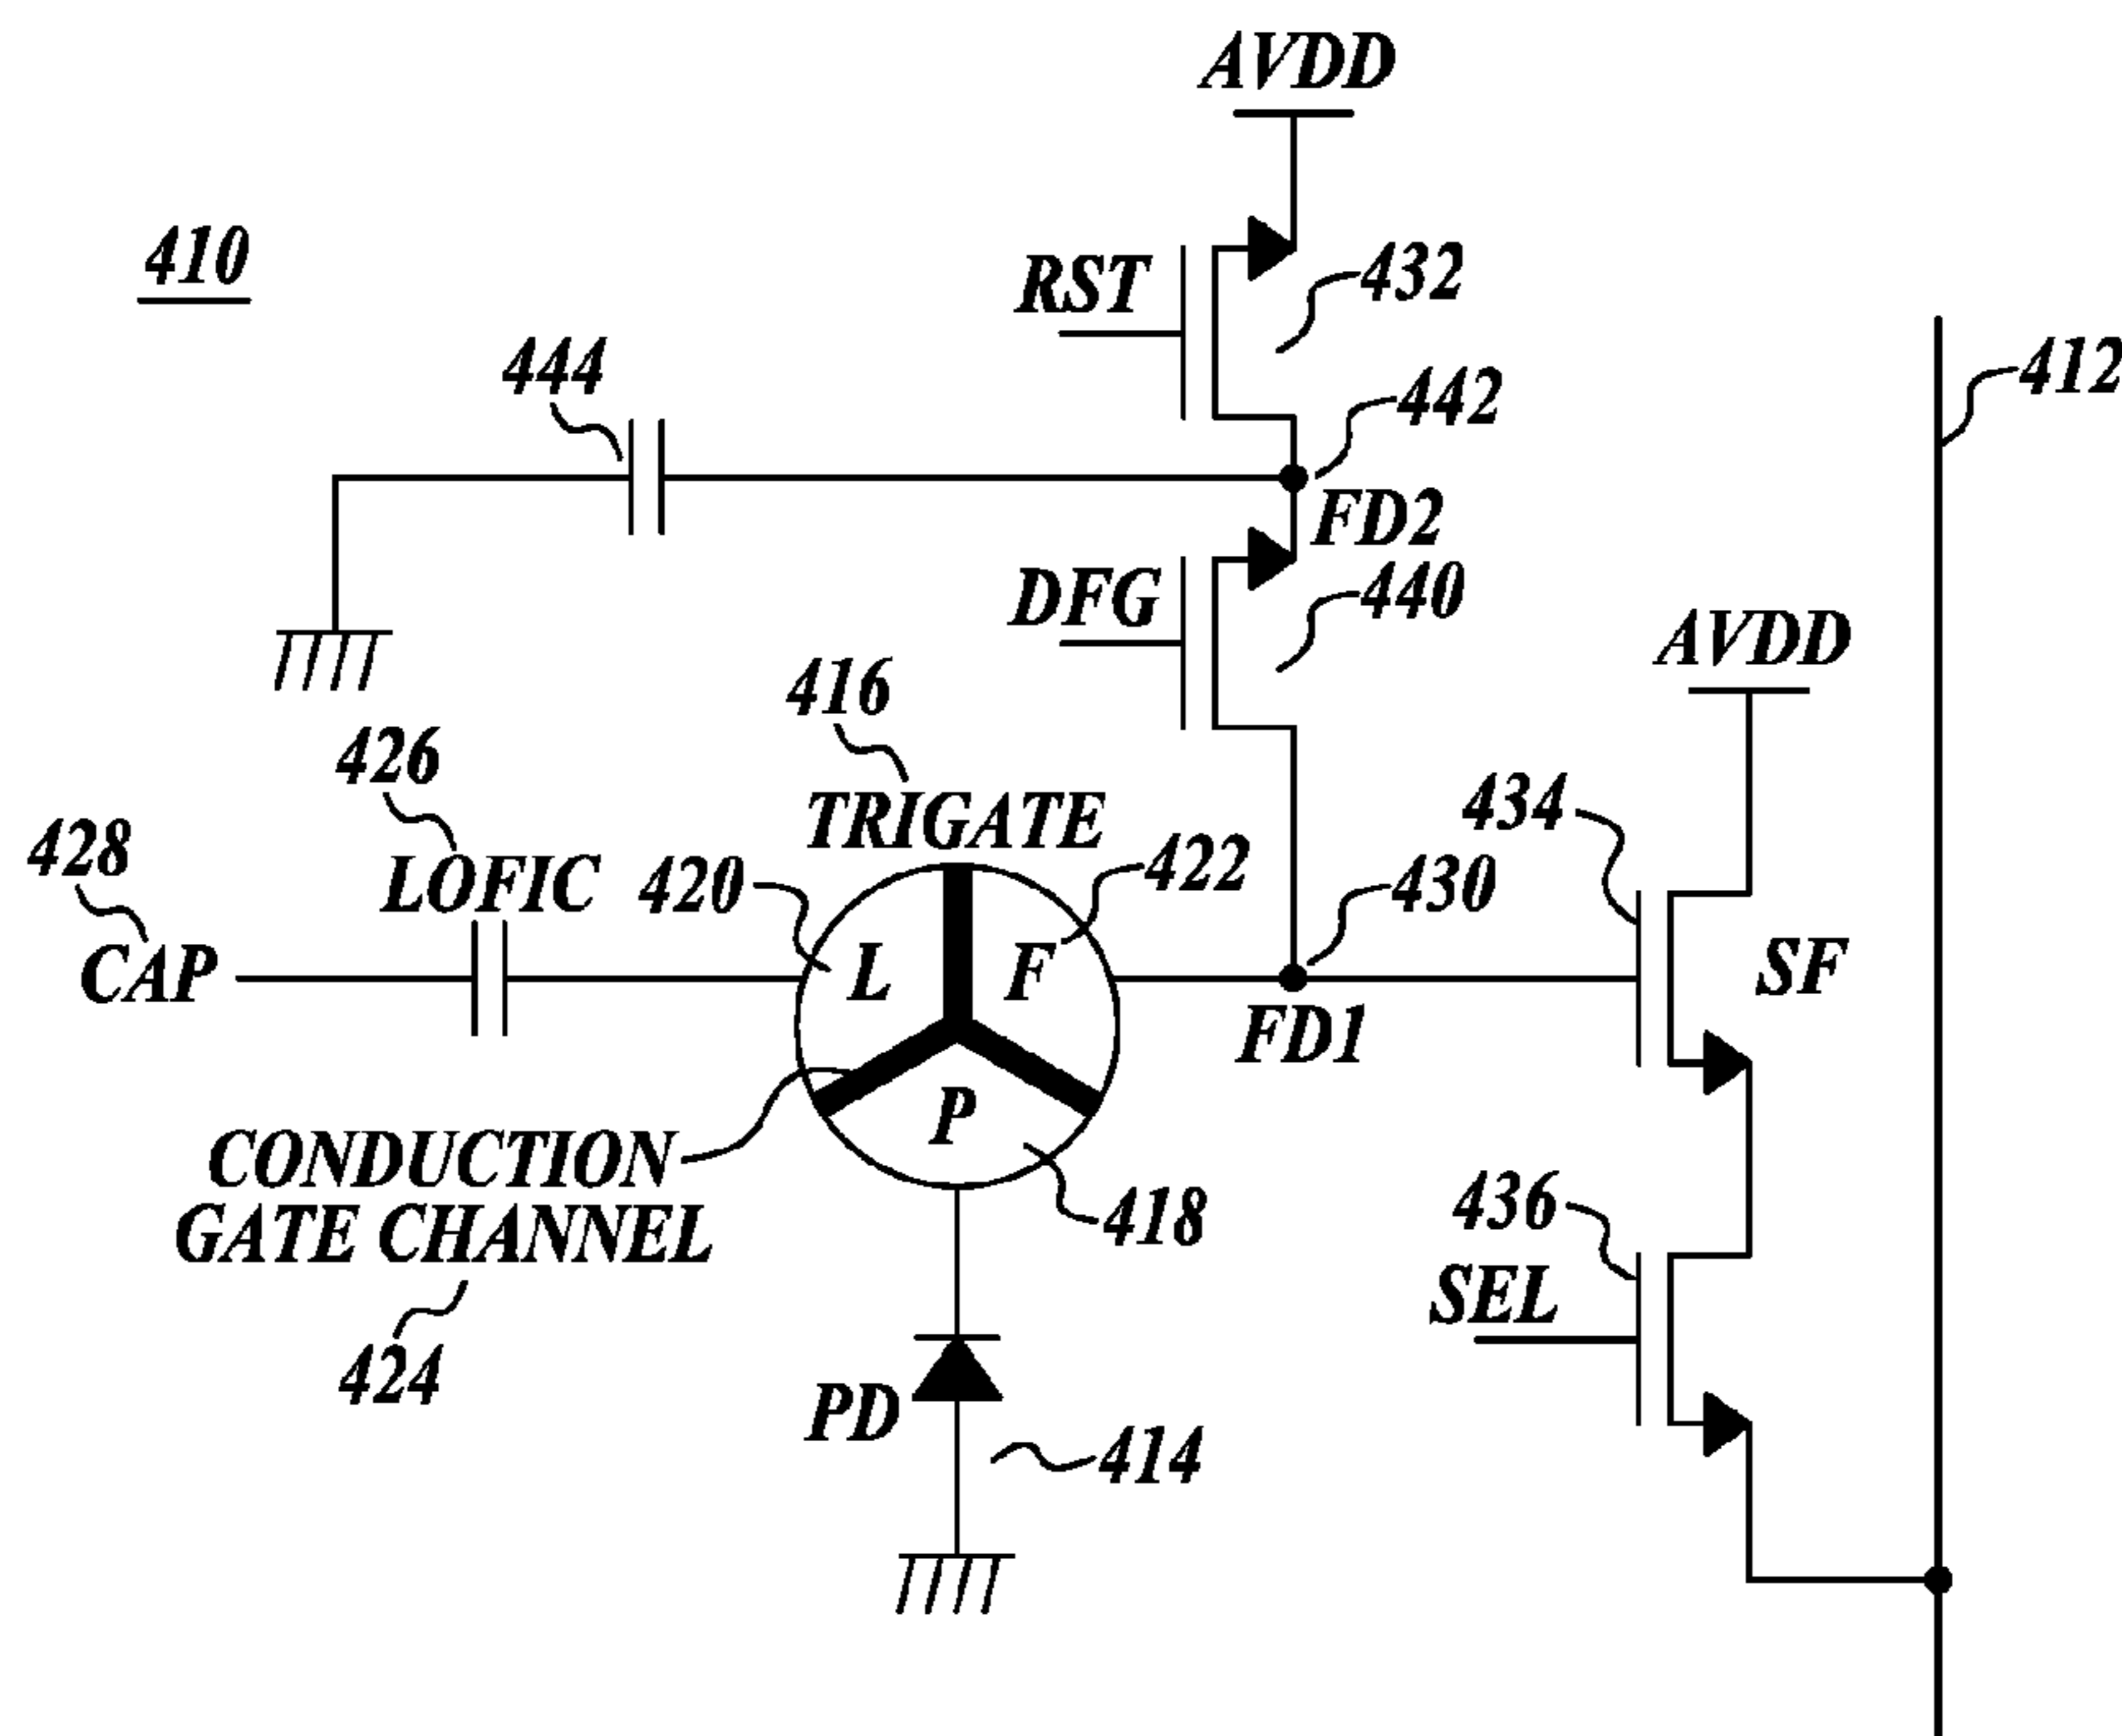 AVDD
410
RST
432
444
442
412
FD2
DFG
440
416
AVDD
426
TRIGATE
434
428
LOFIC
420
422
430
CAP
L
F
SF
FD1
P
CONDUCTION
GATE CHANNEL
418
436
SEL
424
PD
414